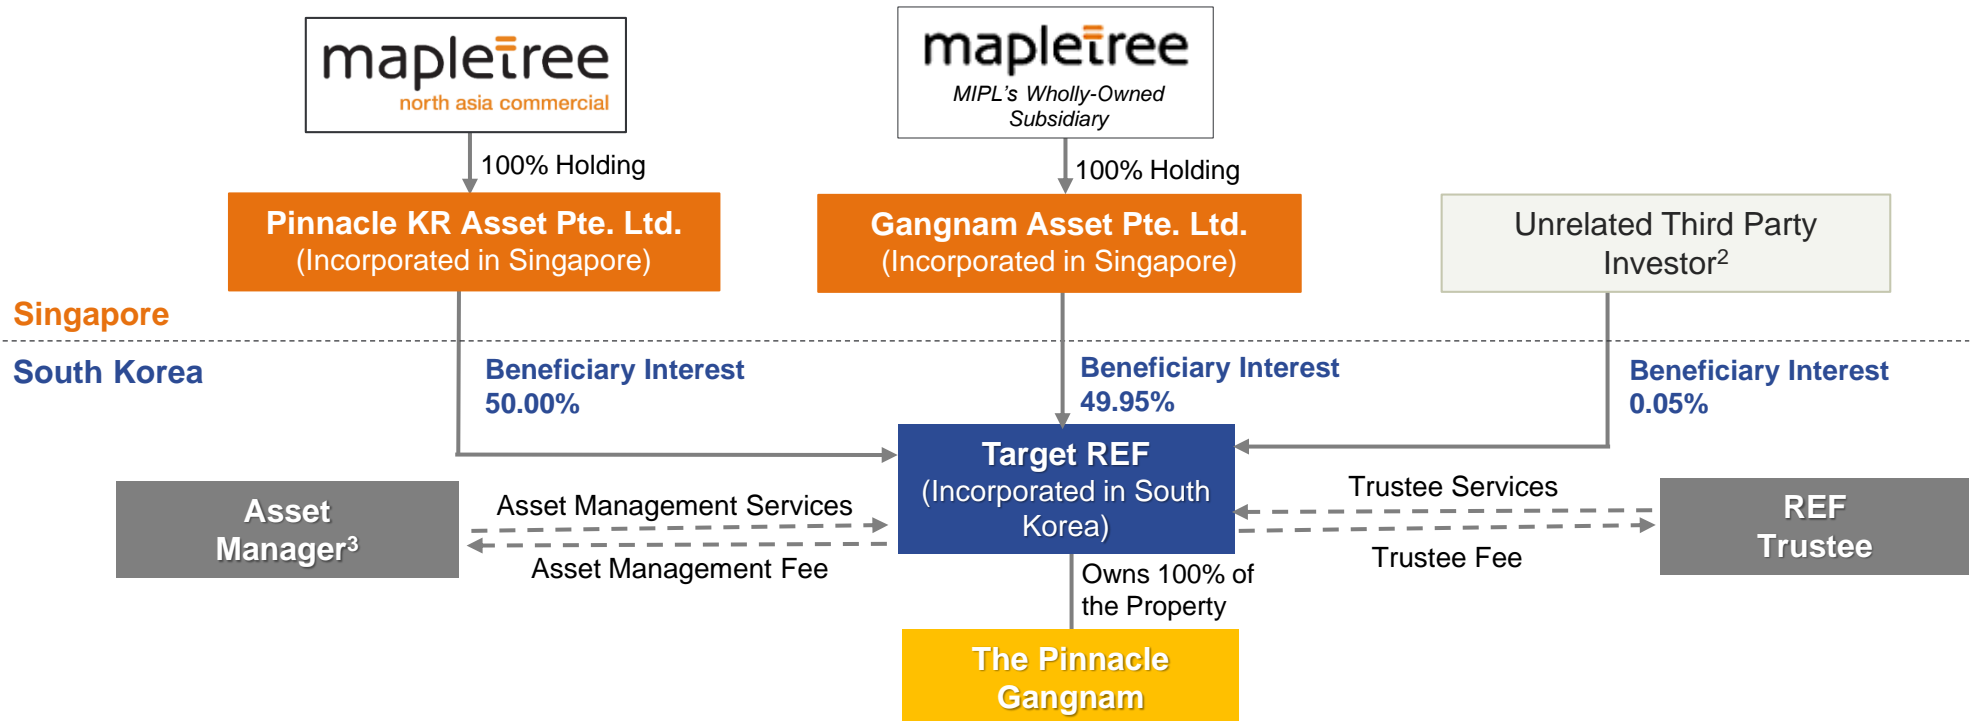 mapletree
north asia commercial
mapletree
MIPL's Wholly-Owned
Subsidiary
100% Holding
100% Holding
Pinnacle KR Asset Pte. Ltd.
(Incorporated in Singapore)
Gangnam Asset Pte. Ltd.
(Incorporated in Singapore)
Unrelated Third Party
Investor²
Singapore
South Korea
Beneficiary Interest
50.00%
Beneficiary Interest
49.95%
Beneficiary Interest
0.05%
Target REF
(Incorporated in South
Korea)
Asset
Manager³
Asset Management Services
Asset Management Fee
Trustee Services
Trustee Fee
REF
Trustee
Owns 100% of
the Property
The Pinnacle
Gangnam